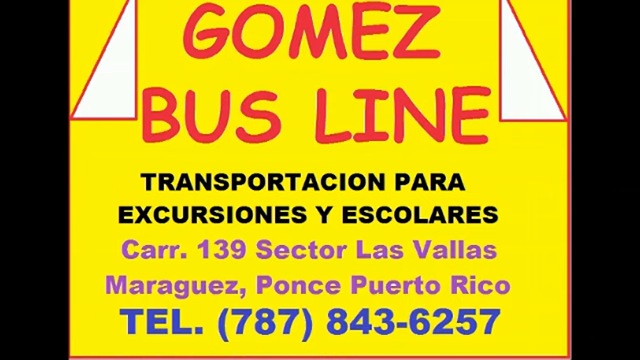 GOMEZ
BUS LINE
TRANSPORTACION PARA
EXCURSIONES Y ESCOLARES
Carr. 139 Sector Las Vallas
Maraguez, Ponce Puerto Rico
TEL. (787) 843-6257